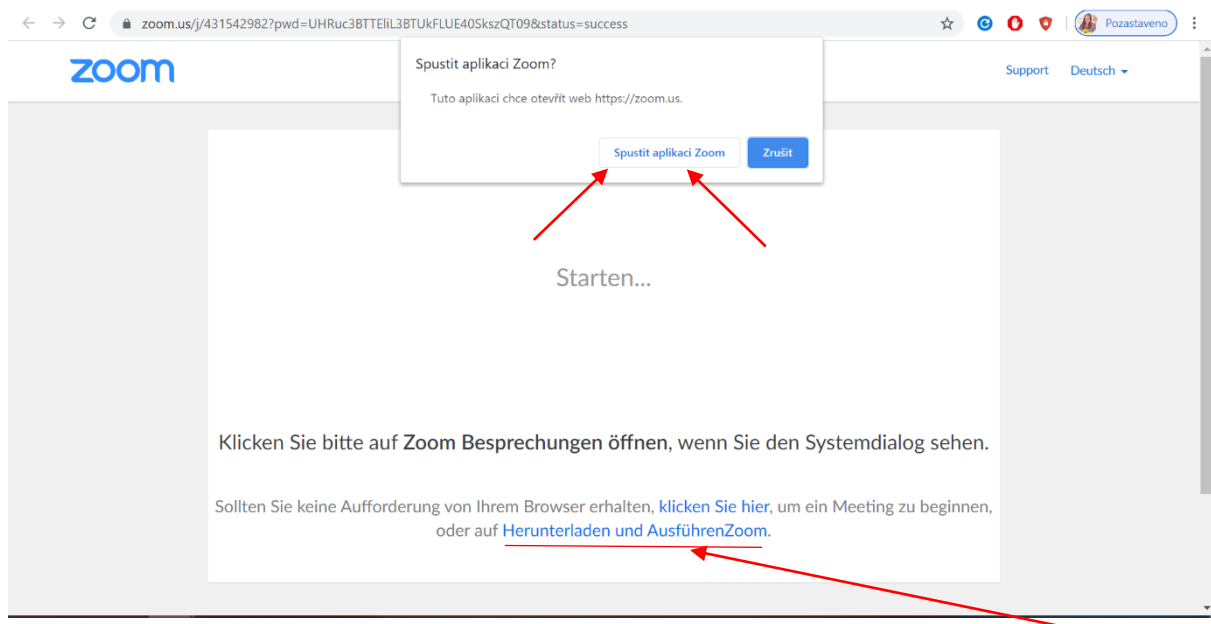 zoom.us/j/431542982?pwd=UHRuc3BTTEliL3BTUkFLUE40SkszQT09&status=success
Pozastaveno
zoom
Support
Deutsch
Spustit aplikaci Zoom?
Tuto aplikaci chce otevřít web https://zoom.us.
Spustit aplikaci Zoom
Zrušit
Starten...
Klicken Sie bitte auf Zoom Besprechungen öffnen, wenn Sie den Systemdialog sehen.
Sollten Sie keine Aufforderung von Ihrem Browser erhalten, klicken Sie hier, um ein Meeting zu beginnen,
oder auf Herunterladen und AusführenZoom.